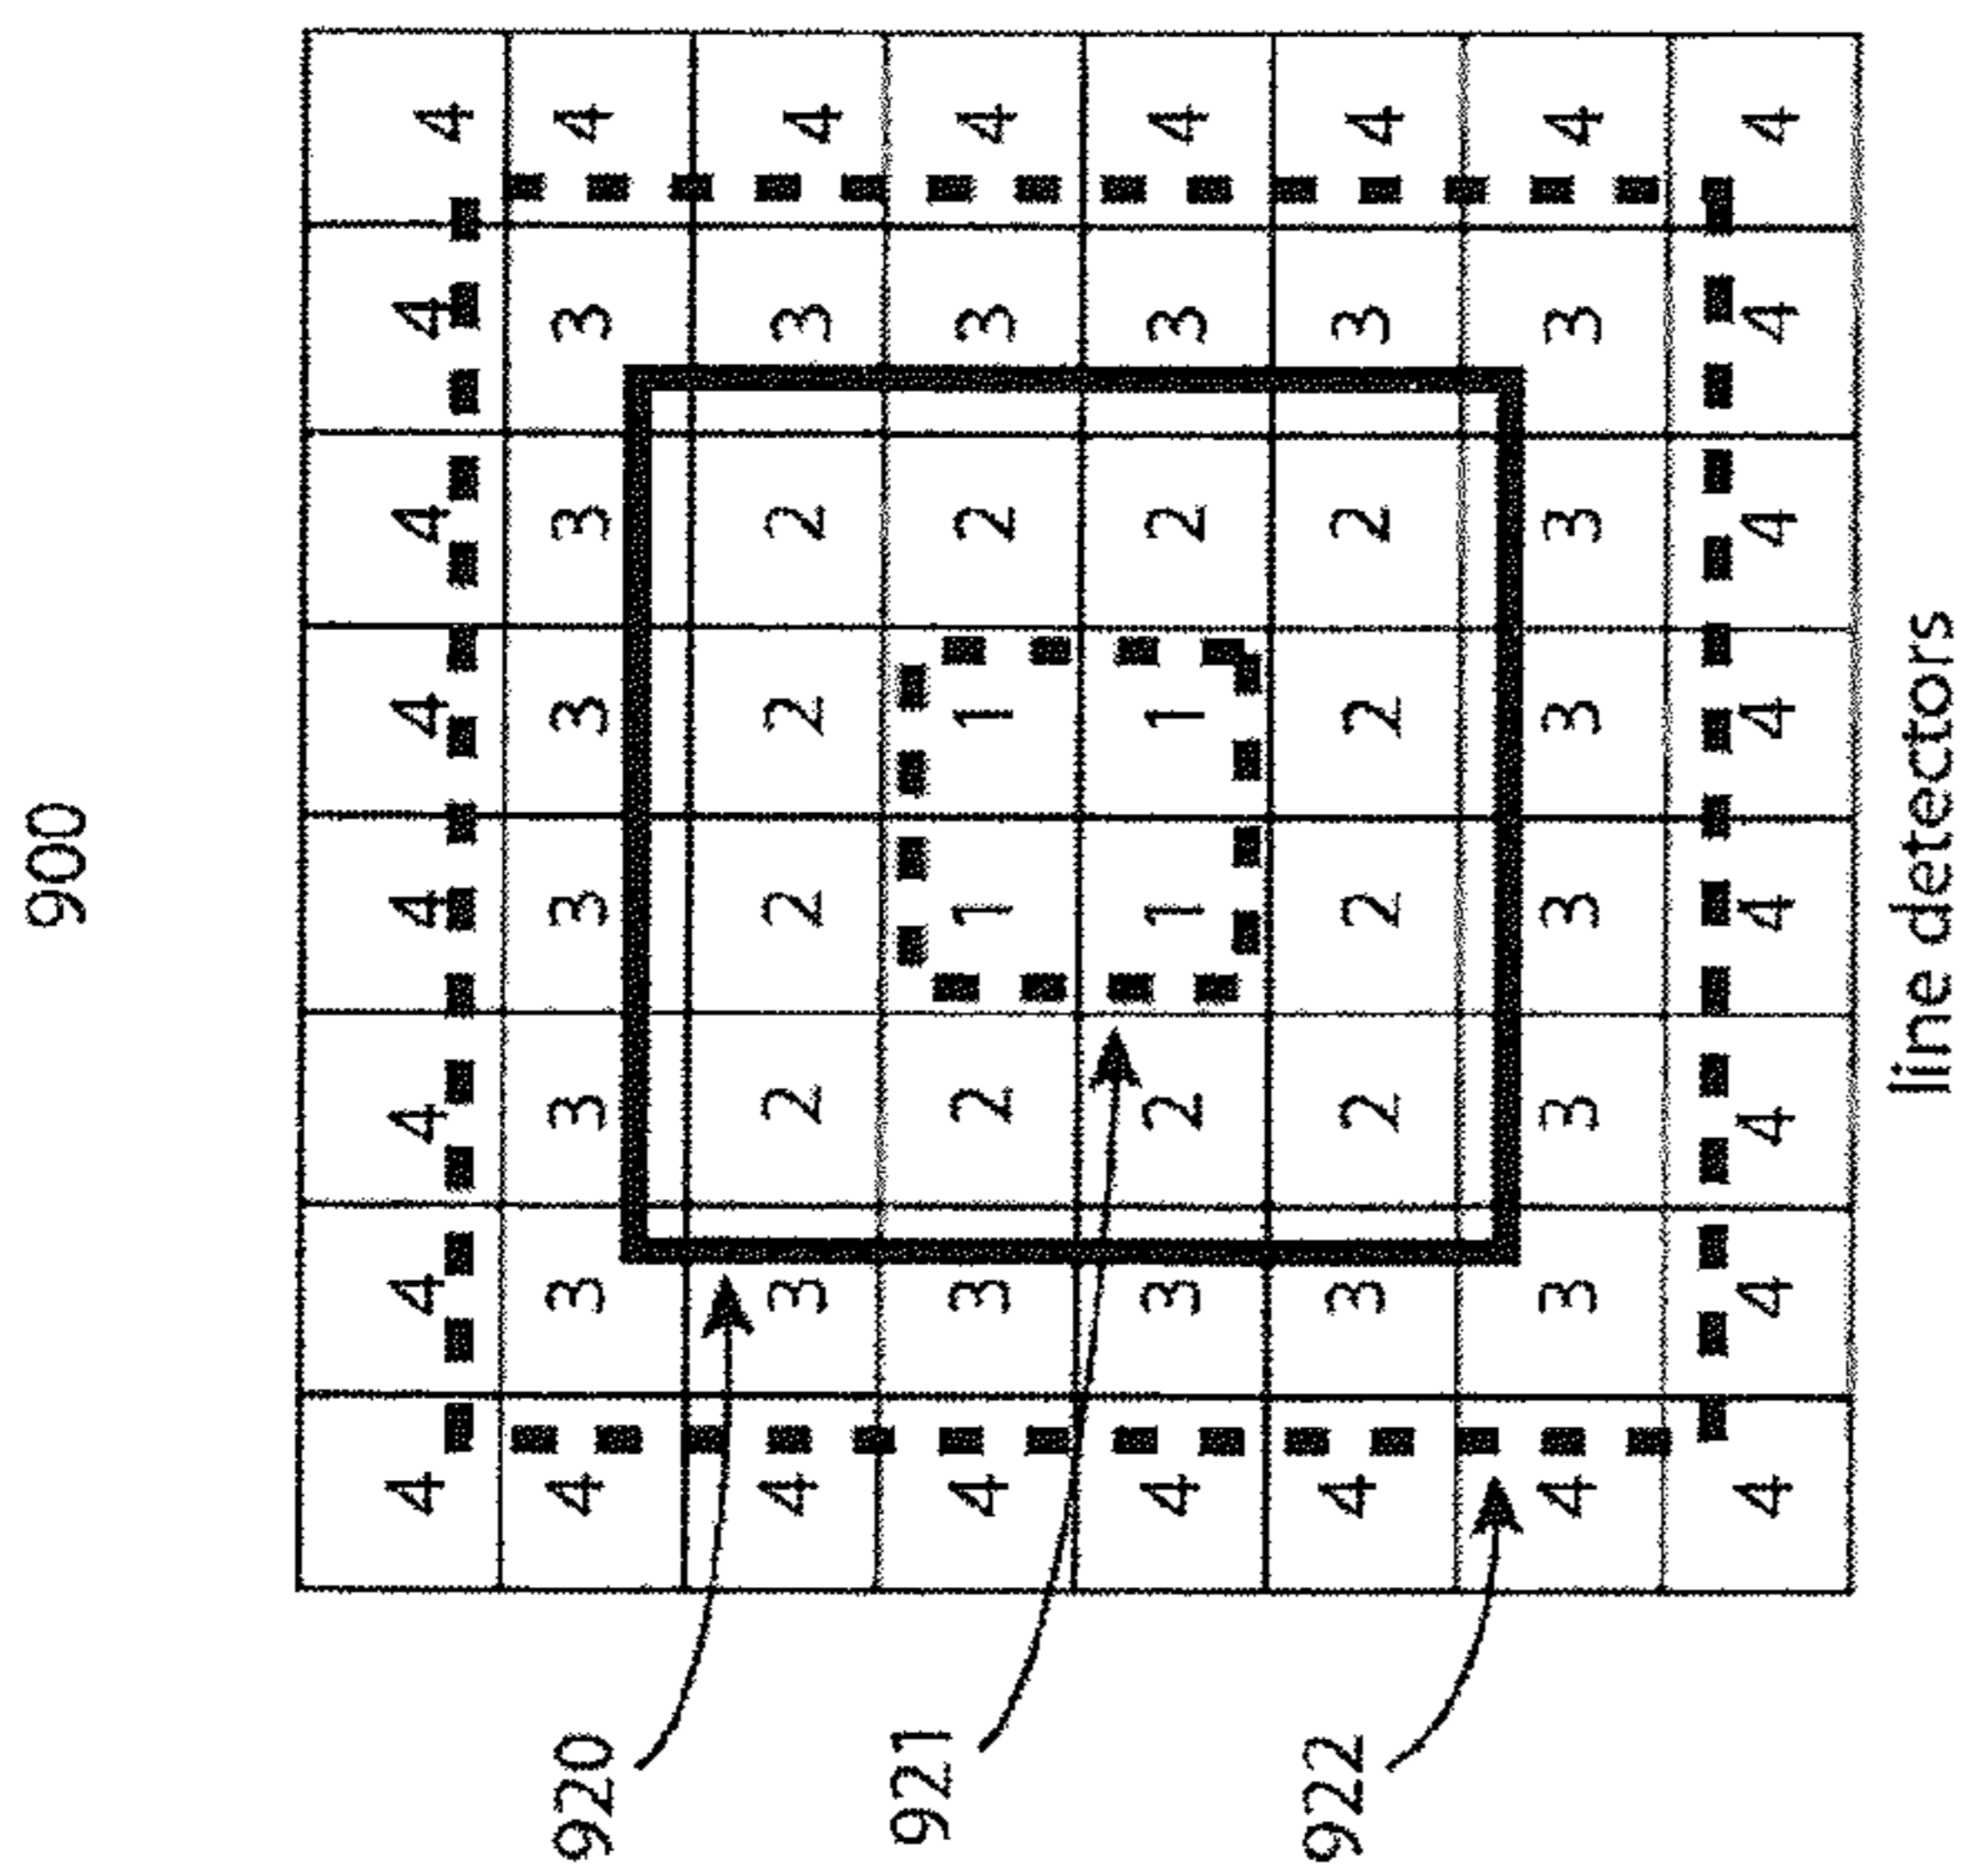 900
4 4 4 4 4 4 4 4
920 4 3 3 3 3 3 3 4
4 3 2 2 2 2 3 4
921 4 3 2 1 1 2 3 4
4 3 2 1 1 2 3 4
922 4 3 2 2 2 2 3 4
4 3 3 3 3 3 3 4
4 4 4 4 4 4 4 4
line detectors